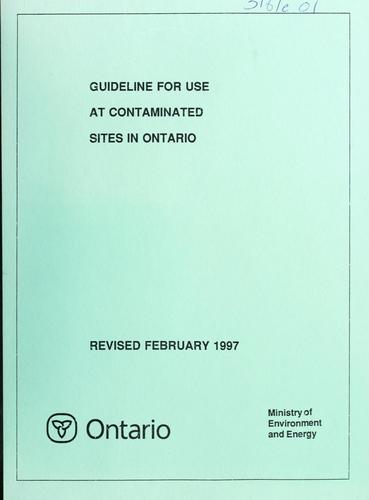 GUIDELINE FOR USE
AT CONTAMINATED
SITES IN ONTARIO
REVISED FEBRUARY 1997
Ontario
Ministry of
Environment
and Energy